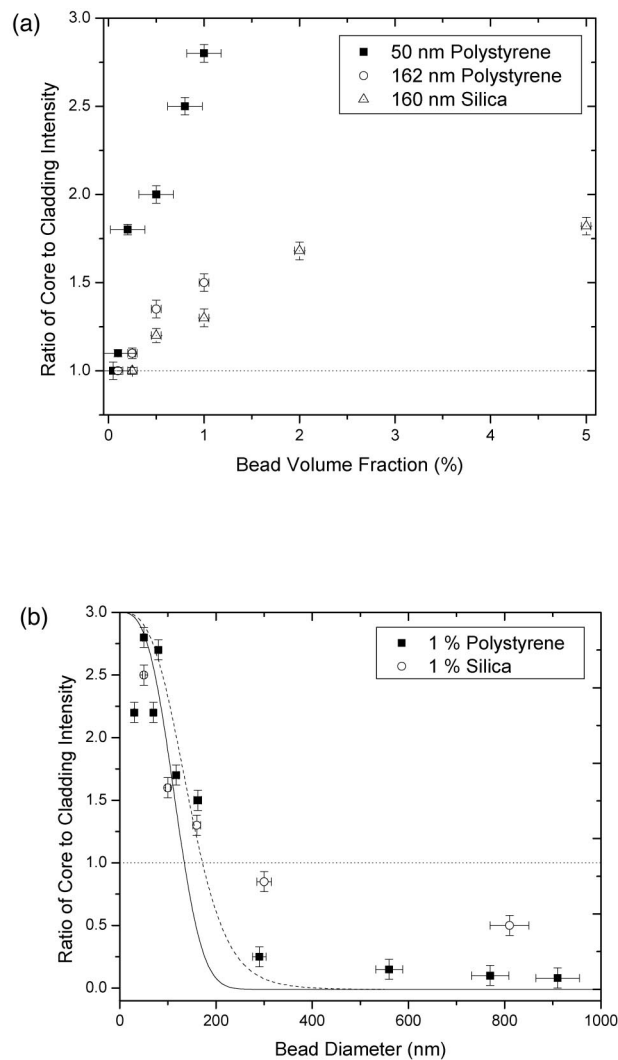 (a)
3.0
2.5
2.0
1.5
1.0
Ratio of Core to Cladding Intensity
50 nm Polystyrene
162 nm Polystyrene
160 nm Silica
0 1 2 3 4 5
Bead Volume Fraction (%)
(b)
3.0
2.5
2.0
1.5
1.0
0.5
0.0
Ratio of Core to Cladding Intensity
1 % Polystyrene
1 % Silica
0 200 400 600 800 1000
Bead Diameter (nm)